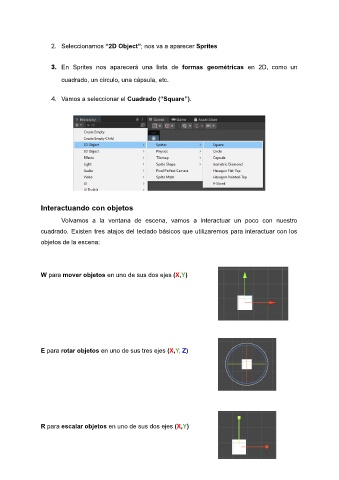 2. Seleccionamos "2D Object"; nos va a aparecer Sprites
3. En Sprites nos aparecerá una lista de formas geométricas en 2D, como un
cuadrado, un círculo, una cápsula, etc.
4. Vamos a seleccionar el Cuadrado ("Square").
Hierarchy Scene Game Asset Store
Create Empty
Create Empty Child
2D Object Sprites Square
3D Object Physics Circle
Effects Tilemap Capsule
Light Sprite Shape Isometric Diamond
Audio Pixel Perfect Camera Hexagon Flat-Top
Video Sprite Mask Hexagon Pointed-Top
UI 9-Sliced
UI Toolkit
Interactuando con objetos
Volvamos a la ventana de escena, vamos a interactuar un poco con nuestro
cuadrado. Existen tres atajos del teclado básicos que utilizaremos para interactuar con los
objetos de la escena:
W para mover objetos en uno de sus dos ejes (X,Y)
E para rotar objetos en uno de sus tres ejes (X,Y, Z)
R para escalar objetos en uno de sus dos ejes (X,Y)